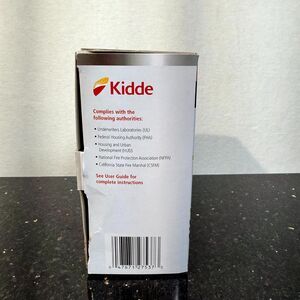 Kidde
Complies with the
following authorities:
• Underwriters Laboratories (UL)
• Federal Housing Authority (FHA)
• Housing and Urban
Development (HUD)
• National Fire Protection Association (NFPA)
• California State Fire Marshal (CSFM)
See User Guide for
complete instructions